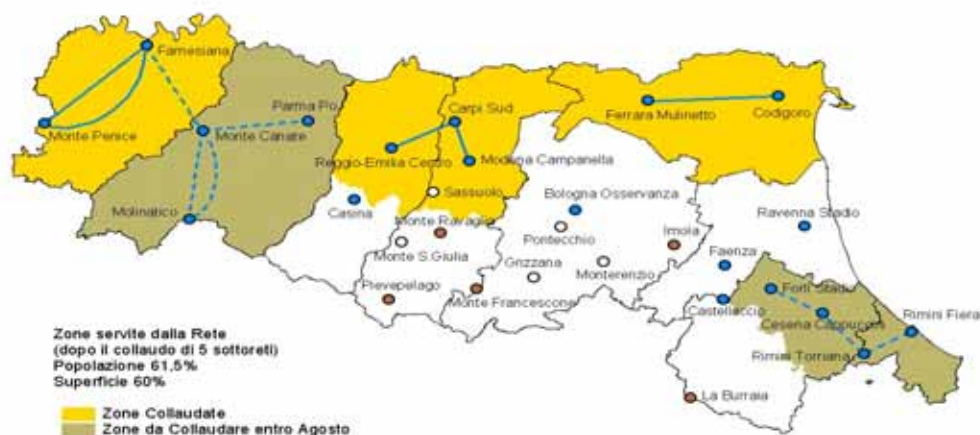 Farnesiana
Parma Po
Carpi Sud
Ferrara Mulinetto
Codigoro
Monte Penice
Monte Canate
Reggio-Emilia Centro
Modena Campanella
Sassuolo
Bologna Osservanza
Molinatico
Casina
Monte Ravaglia
Ravenna Stadio
Pontecchio
Imola
Monte S.Giulia
Faenza
Grizzana
Monterenzio
Pievepelago
Monte Francescone
Forlì Stadio
Castellaccio
Cesena Cappuccini
Rimini Fiera
Rimini Torriana
Zone servite dalla Rete
(dopo il collaudo di 5 sottoreti)
Popolazione 61,5%
Superficie 60%
La Burraia
Zone Collaudate
Zone da Collaudare entro Agosto